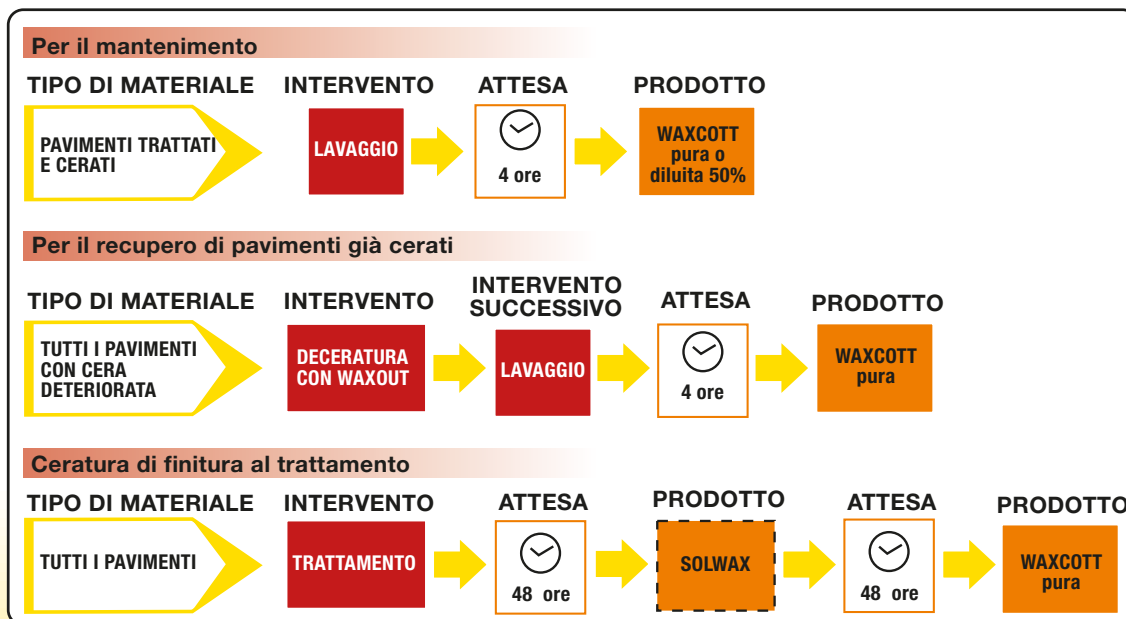 Per il mantenimento
TIPO DI MATERIALE
INTERVENTO
ATTESA
PRODOTTO
PAVIMENTI TRATTATI
E CERATI
LAVAGGIO
4 ore
WAXCOTT
pura o
diluita 50%
Per il recupero di pavimenti già cerati
TIPO DI MATERIALE
INTERVENTO
INTERVENTO
SUCCESSIVO
ATTESA
PRODOTTO
TUTTI I PAVIMENTI
CON CERA
DETERIORATA
DECERATURA
CON WAXOUT
LAVAGGIO
4 ore
WAXCOTT
pura
Ceratura di finitura al trattamento
TIPO DI MATERIALE
INTERVENTO
ATTESA
PRODOTTO
ATTESA
PRODOTTO
TUTTI I PAVIMENTI
TRATTAMENTO
48 ore
SOLWAX
48 ore
WAXCOTT
pura